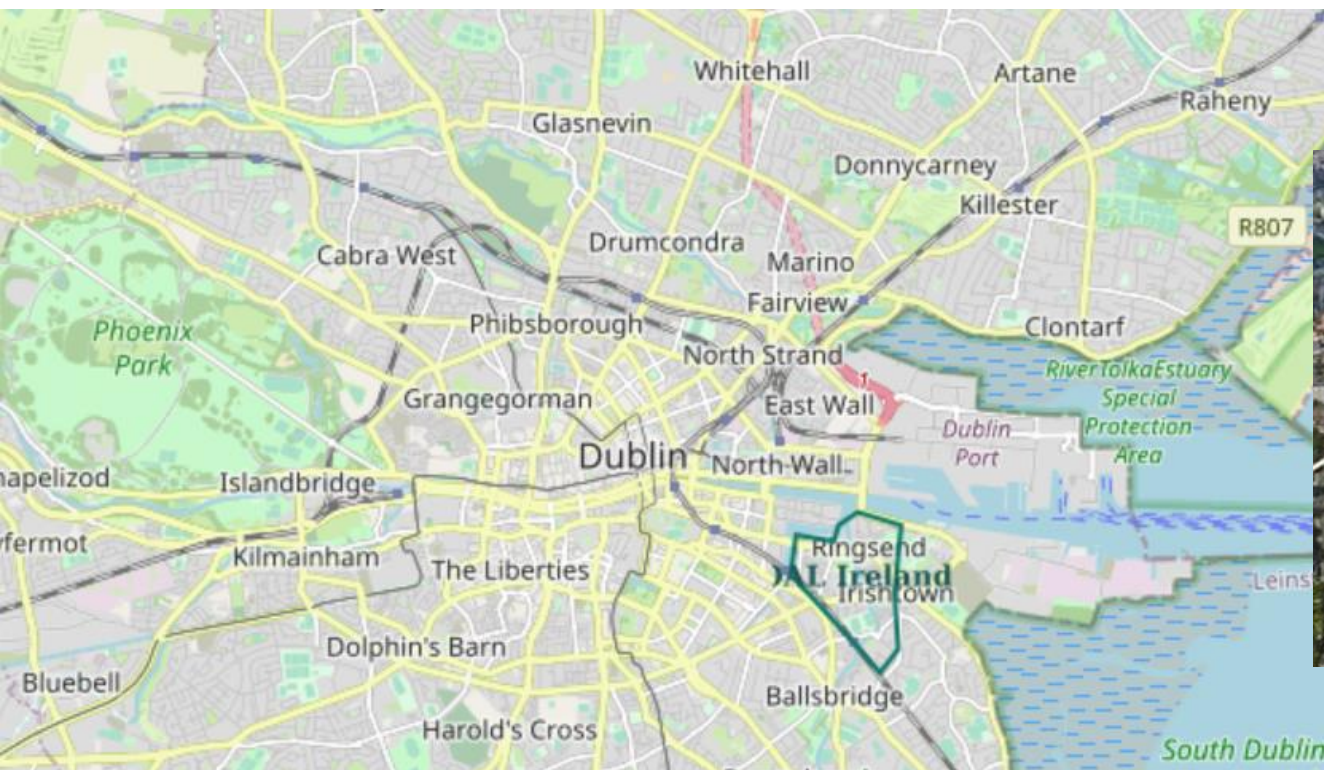 Whitehall
Artane
Raheny
Glasnevin
Donnycarney
Killester
R807
Drumcondra
Cabra West
Marino
Fairview
Phoenix
Park
Phibsborough
Clontarf
North Strand
River Tolka Estuary
Special
Protection
Area
1
Grangegorman
East Wall
Dublin
Port
Dublin
North Wall
hapelizod
Islandbridge
fermot
Kilmainham
Ringsend
The Liberties
AL Ireland
Irishtown
Leins
Dolphin's Barn
Bluebell
Ballsbridge
Harold's Cross
South Dublin